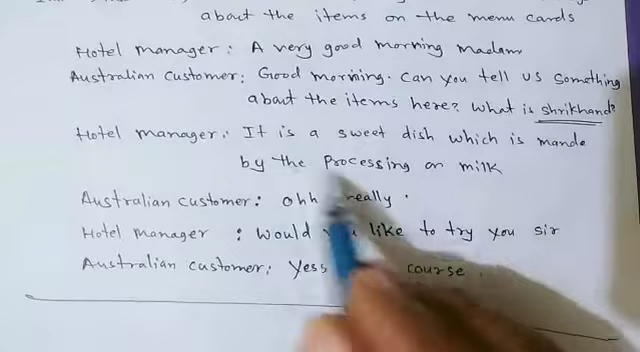 about the items on the menu cards
Hotel manager: A very good morning madam
Australian Customer: Good morning. Can you tell us something
about the items here? What is shrikhand?
Hotel manager: It is a sweet dish which is mande
by the processing on milk
Australian customer: ohh really.
Hotel manager: would like to try you sir
Australian customer: Yess course.